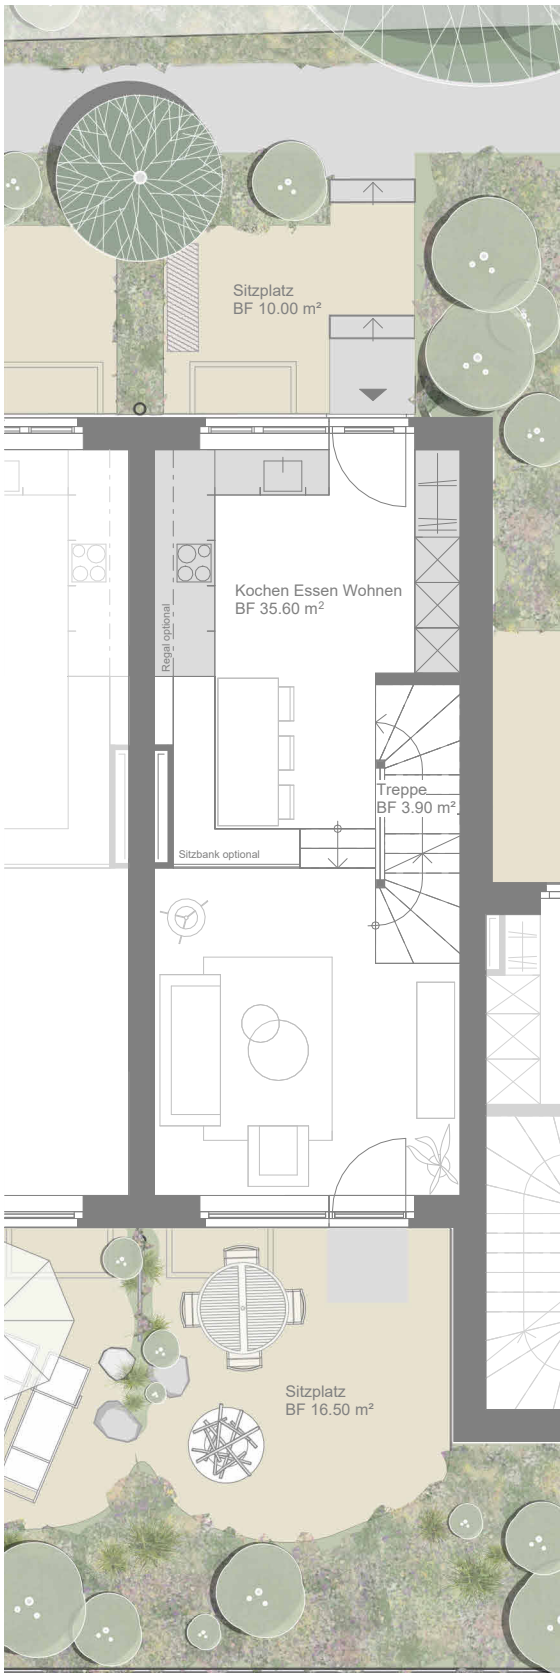 Sitzplatz
BF 10.00 m²
Kochen Essen Wohnen
BF 35.60 m²
Regal optional
Treppe
BF 3.90 m²
Sitzbank optional
Sitzplatz
BF 16.50 m²